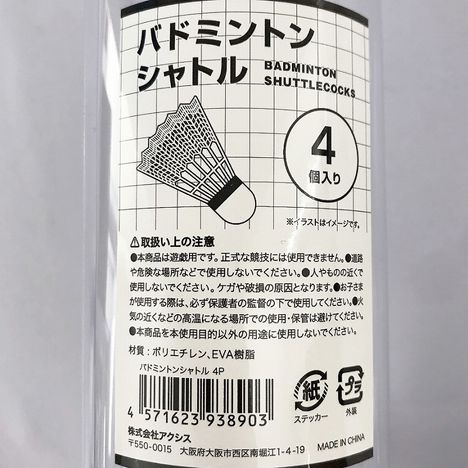 バドミントン
シャトル
BADMINTON
SHUTTLECOCKS
4
個入り
※イラストはイメージです。
⚠取扱い上の注意
●本商品は遊戯用です。正式な競技には使用できません。●道路
や危険な場所などで使用しないでください。●人やものの近くで
使用しないでください。ケガや破損の原因となります。●お子さま
が使用する際は、必ず保護者の監督の下で使用してください。●火
気の近くなどの高温になる場所での使用・保管は避けてください。
●本商品を本使用目的以外の用途に使用しないでください。
材質:ポリエチレン、EVA樹脂
バドミントンシャトル 4P
4 571623 938903
紙
ステッカー
プラ
外装
株式会社アクシス
〒550-0015 大阪府大阪市西区南堀江1-4-19
MADE IN CHINA